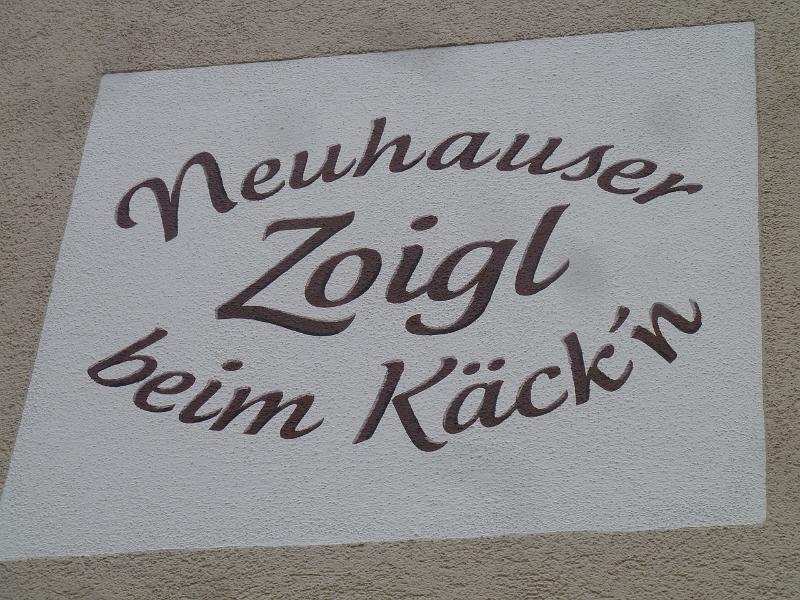 Neuhauser
Zoigl
beim Käck'n